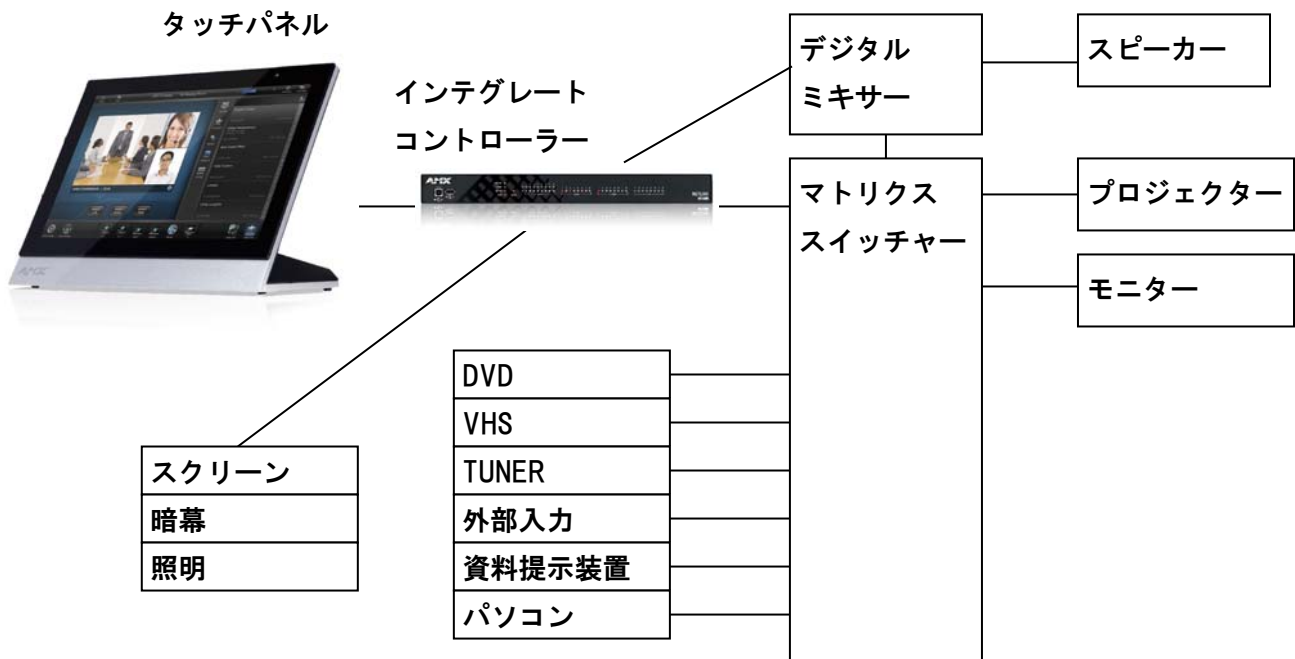 タッチパネル
インテグレート
コントローラー
AMX
AMX
デジタル
ミキサー
スピーカー
マトリクス
スイッチャー
プロジェクター
モニター
DVD
VHS
TUNER
外部入力
資料提示装置
パソコン
スクリーン
暗幕
照明